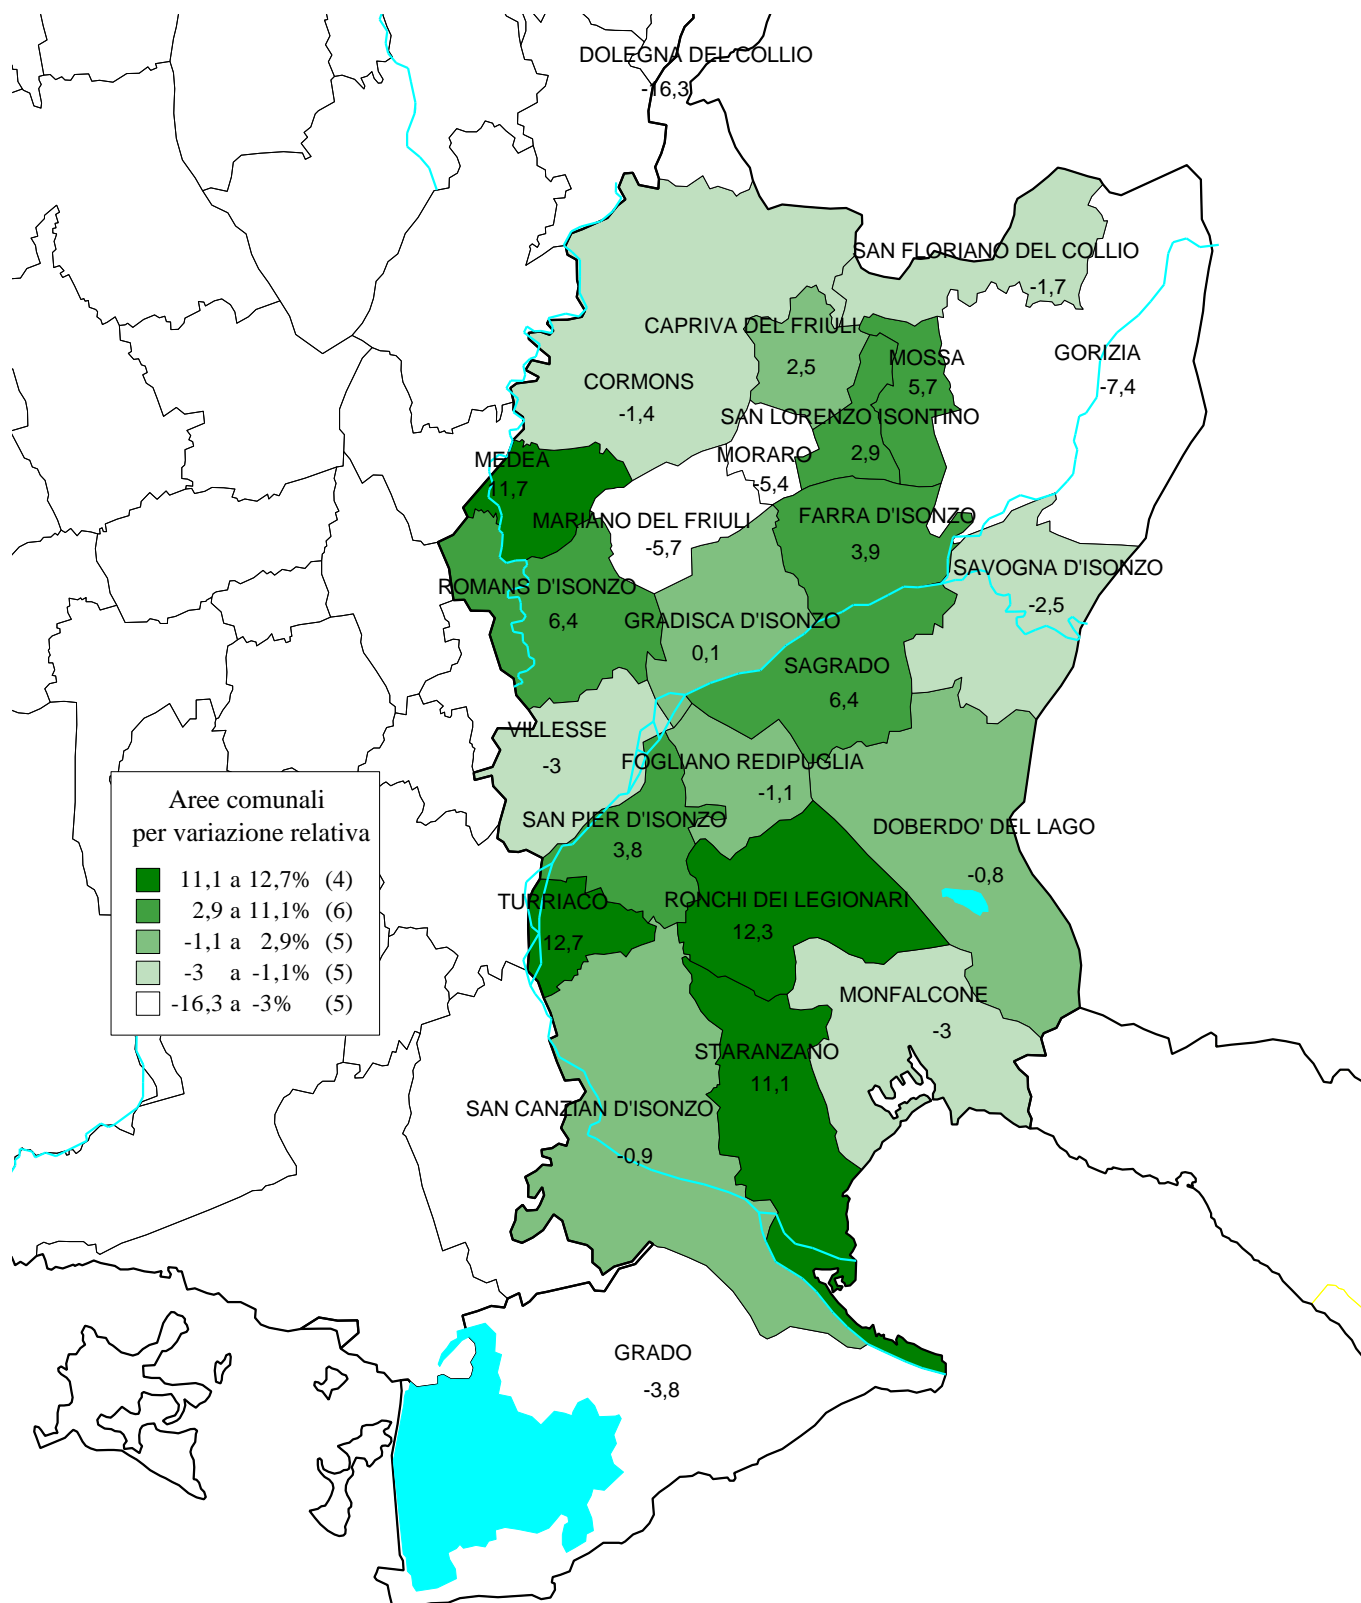 DOLEGNA DEL COLLIO
-16,3
SAN FLORIANO DEL COLLIO
-1,7
CAPRIVA DEL FRIULI
2,5
MOSSA
5,7
GORIZIA
-7,4
CORMONS
-1,4
SAN LORENZO ISONTINO
2,9
MORARO
-5,4
MEDEA
11,7
MARIANO DEL FRIULI
-5,7
FARRA D'ISONZO
3,9
SAVOGNA D'ISONZO
-2,5
ROMANS D'ISONZO
6,4
GRADISCA D'ISONZO
0,1
SAGRADO
6,4
VILLESSE
-3
FOGLIANO REDIPUGLIA
-1,1
SAN PIER D'ISONZO
3,8
DOBERDO' DEL LAGO
-0,8
TURRIACO
12,7
RONCHI DEI LEGIONARI
12,3
MONFALCONE
-3
STARANZANO
11,1
SAN CANZIAN D'ISONZO
-0,9
GRADO
-3,8
Aree comunali
per variazione relativa
11,1 a 12,7% (4)
2,9 a 11,1% (6)
-1,1 a 2,9% (5)
-3 a -1,1% (5)
-16,3 a -3% (5)